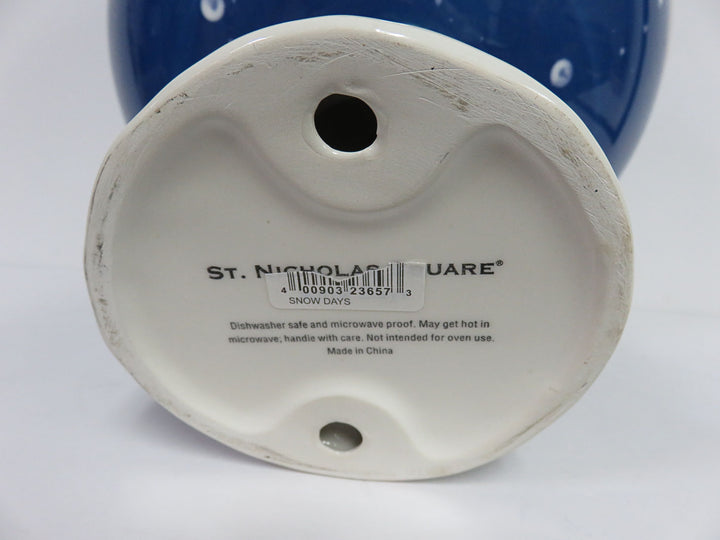 ST. NICHOLAS SQUARE®
4 00903 23657 3
SNOW DAYS
Dishwasher safe and microwave proof. May get hot in
microwave; handle with care. Not intended for oven use.
Made in China